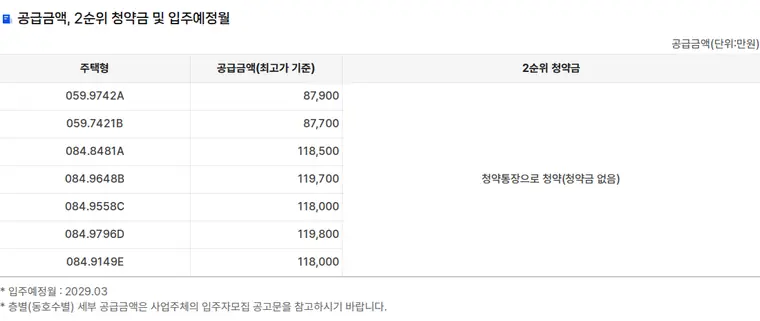 공급금액, 2순위 청약금 및 입주예정월
공급금액(단위:만원)
주택형 공급금액(최고가 기준) 2순위 청약금
059.9742A 87,900
059.7421B 87,700
084.8481A 118,500
084.9648B 119,700
청약통장으로 청약(청약금 없음)
084.9558C 118,000
084.9796D 119,800
084.9149E 118,000
* 입주예정월 : 2029.03
* 층별(동호수별) 세부 공급금액은 사업주체의 입주자모집 공고문을 참고하시기 바랍니다.